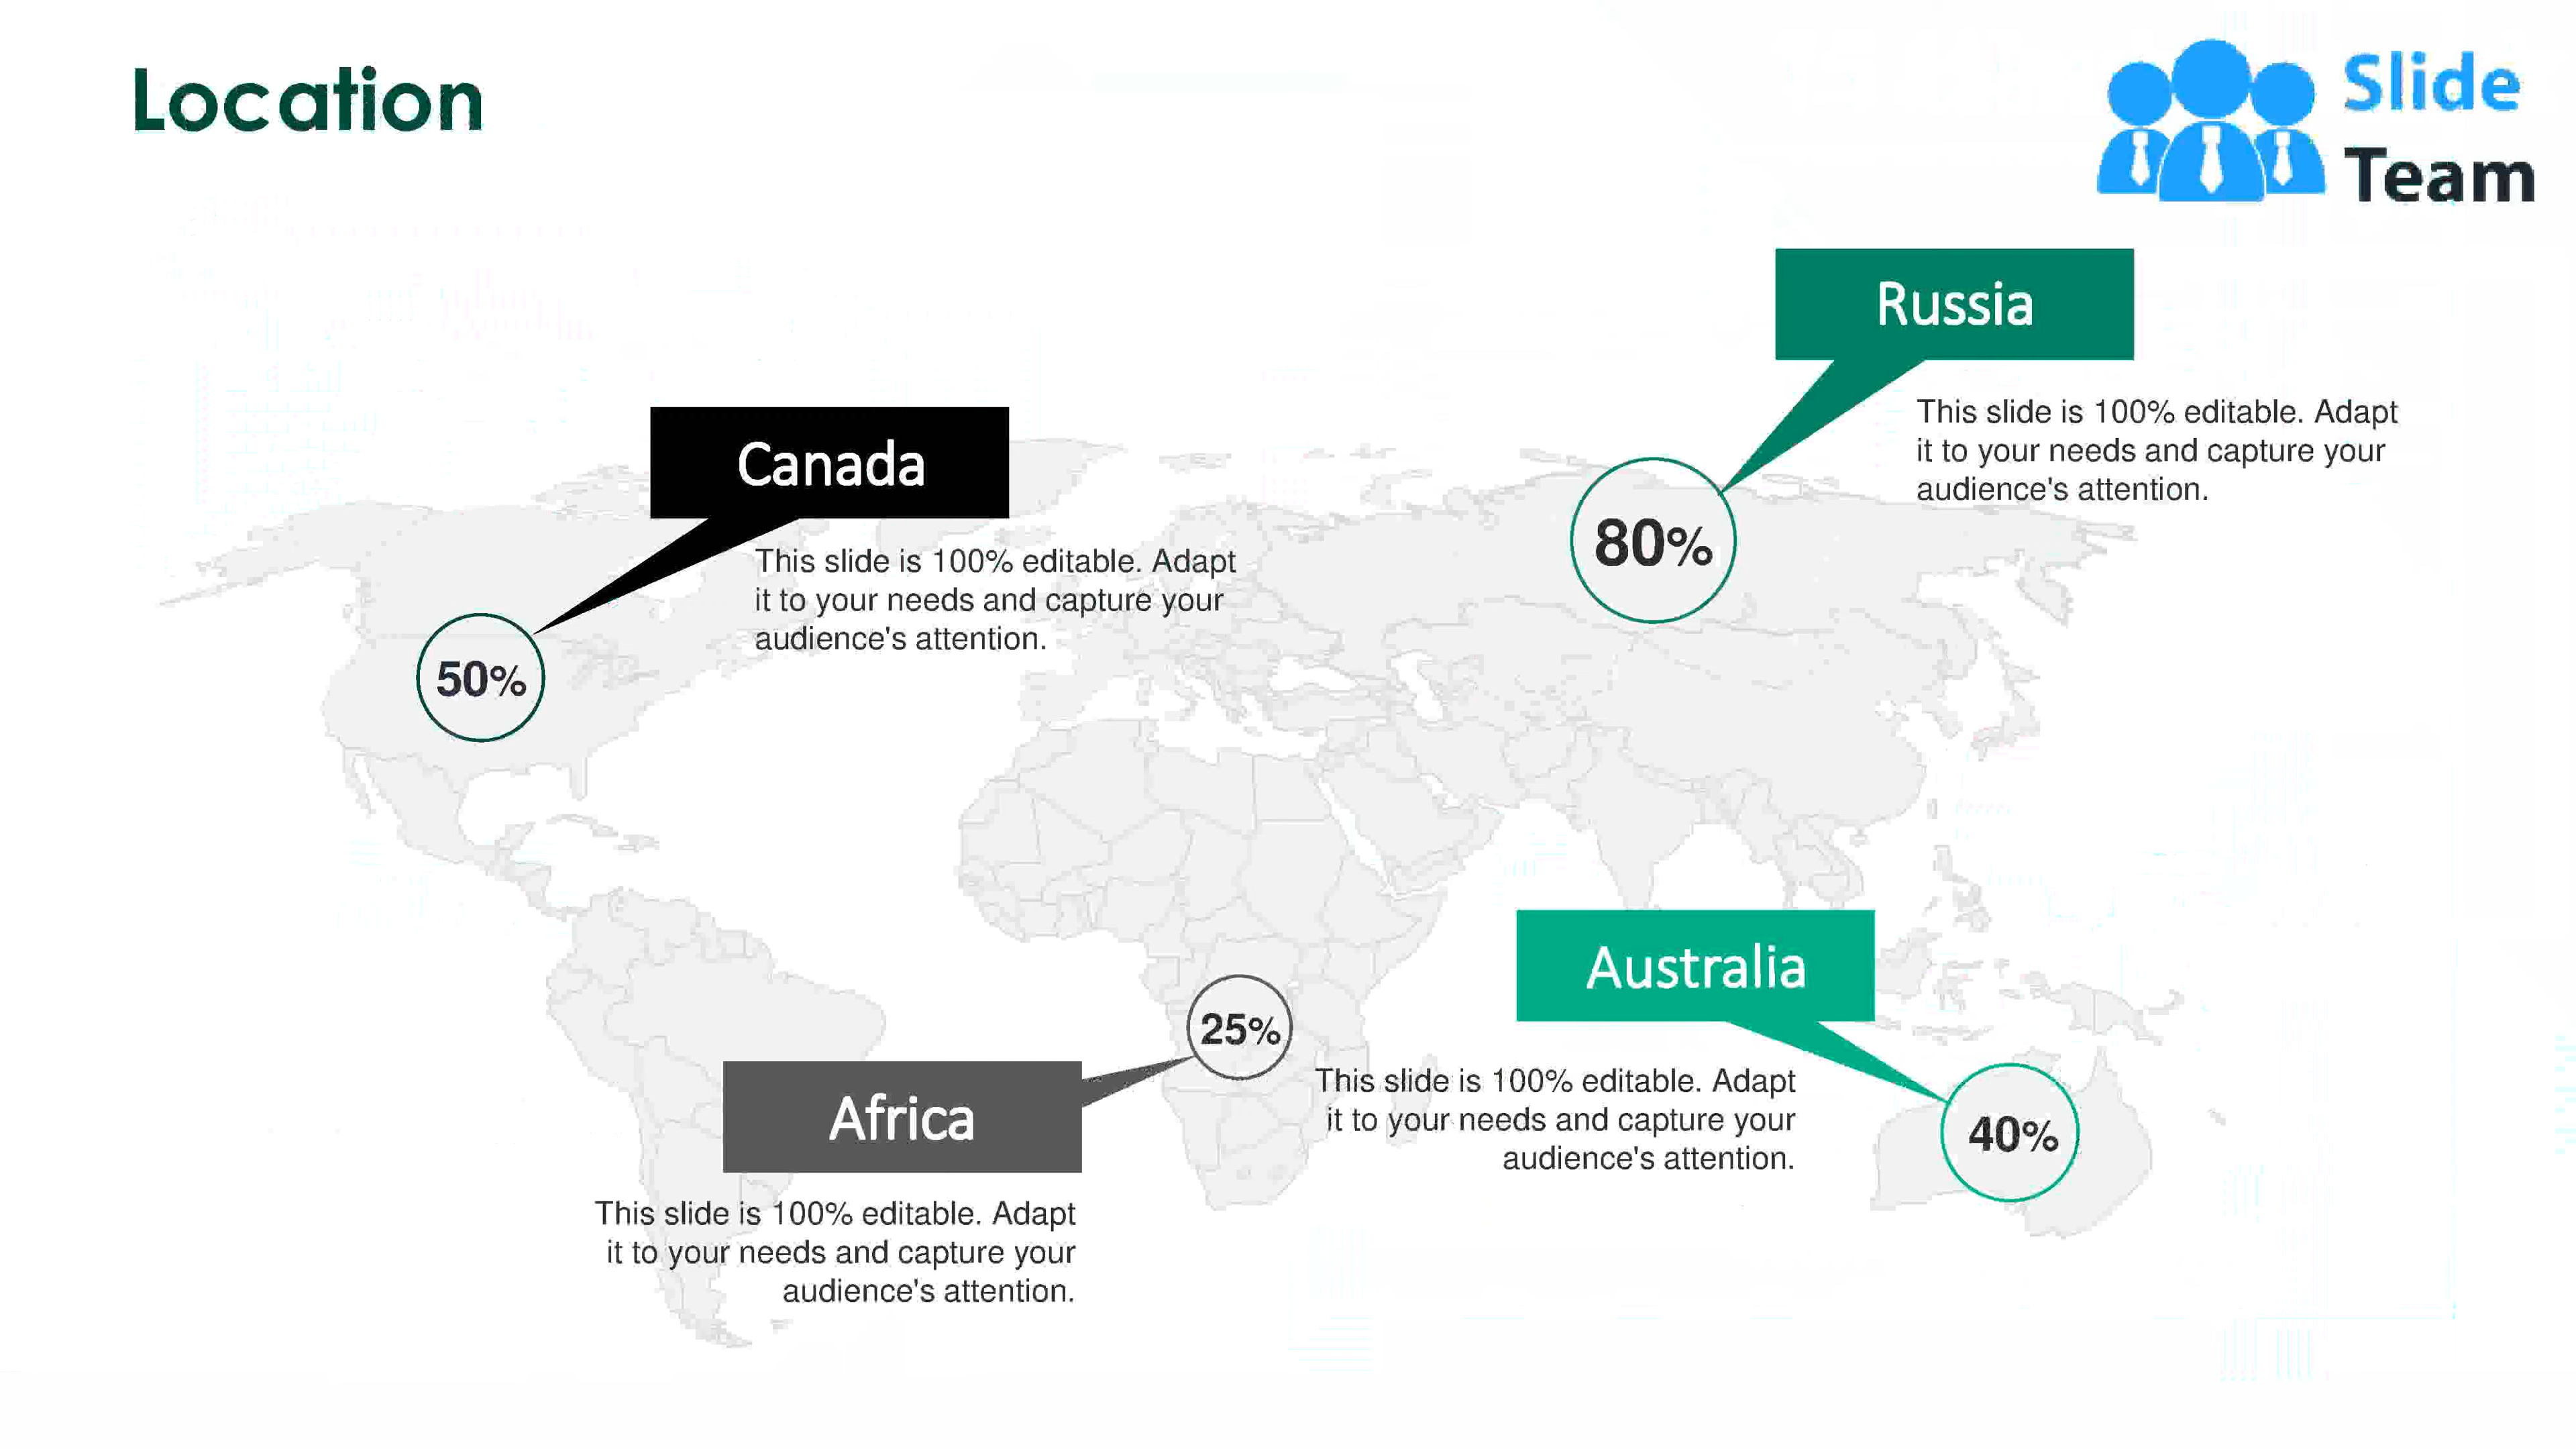 Location
Slide
Team
Russia
This slide is 100% editable. Adapt
it to your needs and capture your
audience's attention.
80%
Canada
This slide is 100% editable. Adapt
it to your needs and capture your
audience's attention.
50%
Australia
This slide is 100% editable. Adapt
it to your needs and capture your
audience's attention.
40%
25%
Africa
This slide is 100% editable. Adapt
it to your needs and capture your
audience's attention.